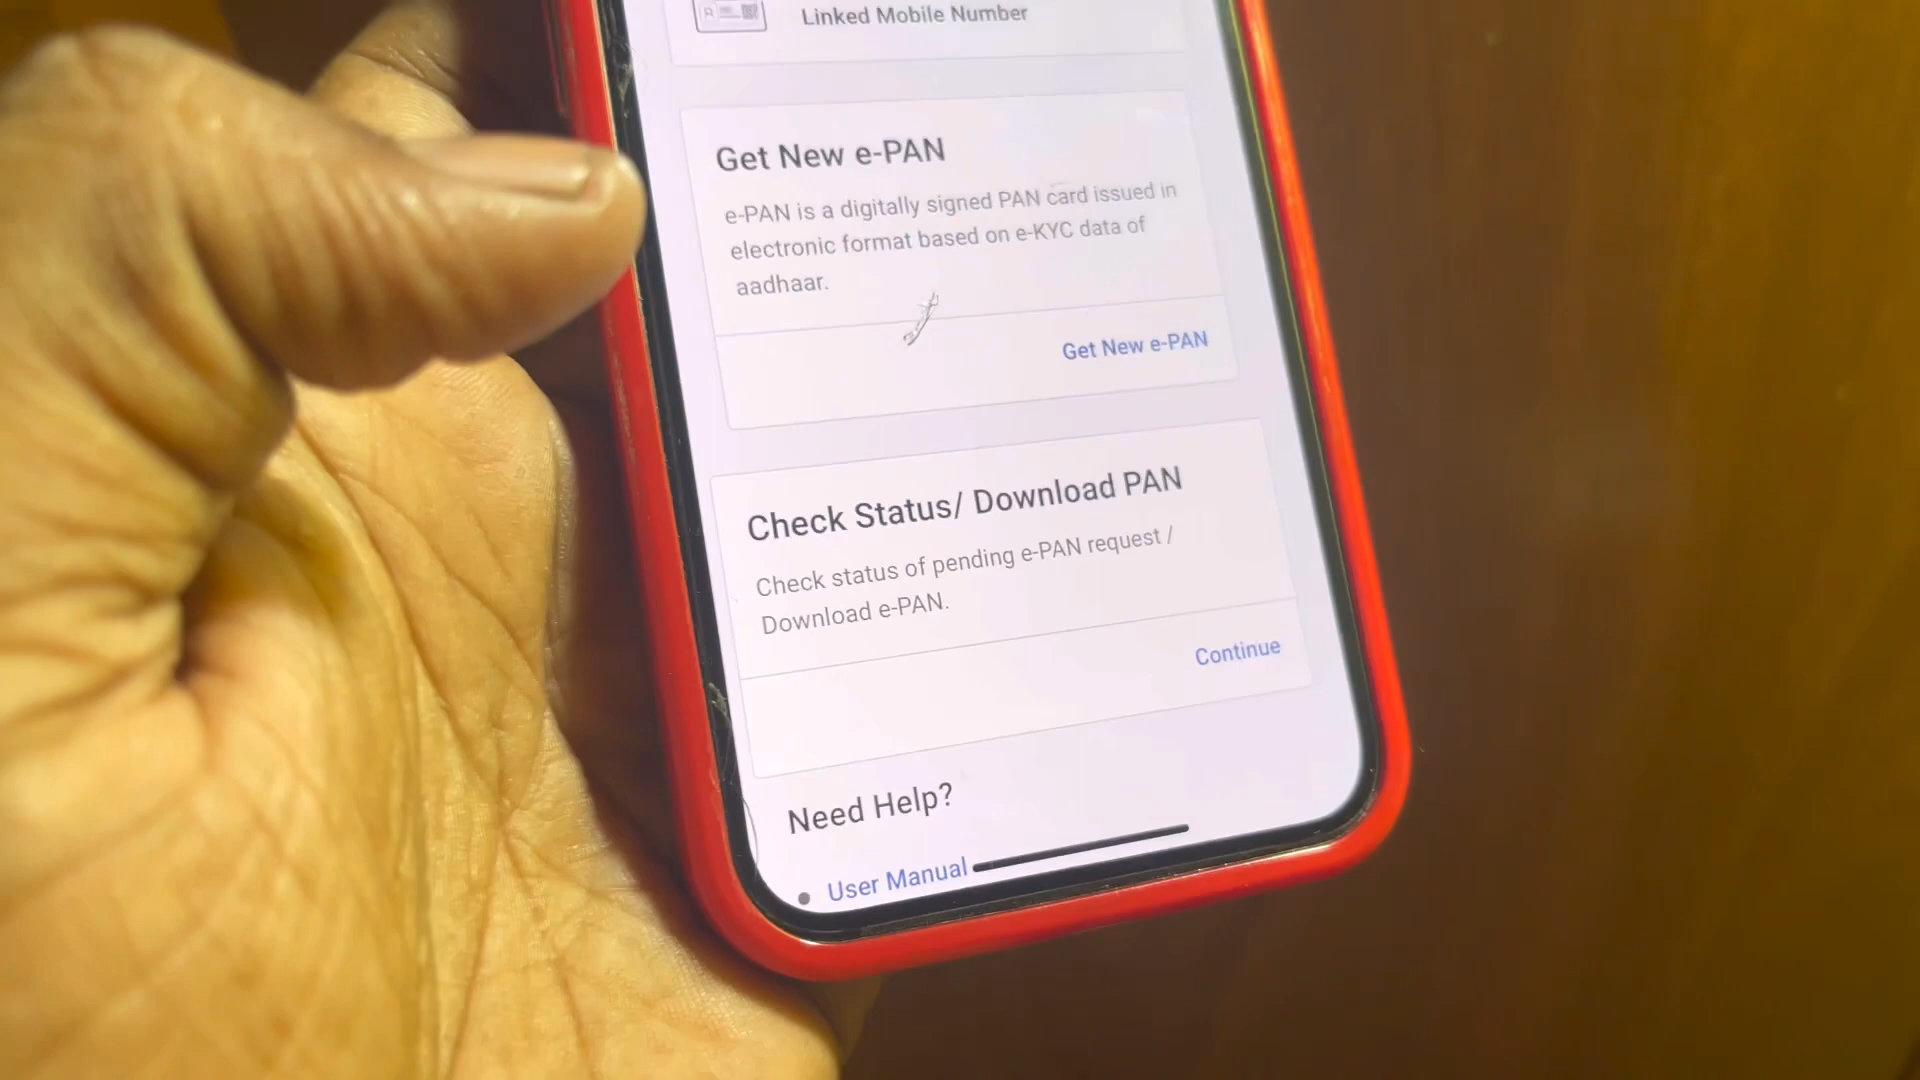 Linked Mobile Number
Get New e-PAN
e-PAN is a digitally signed PAN card issued in
electronic format based on e-KYC data of
aadhaar.
Get New e-PAN
Check Status/ Download PAN
Check status of pending e-PAN request /
Download e-PAN.
Continue
Need Help?
User Manual